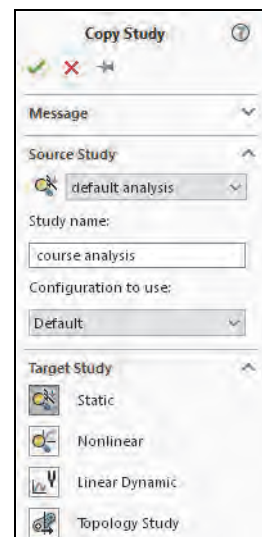 Copy Study
Message
Source Study
default analysis
Study name:
course analysis
Configuration to use:
Default
Target Study
Static
Nonlinear
Linear Dynamic
Topology Study